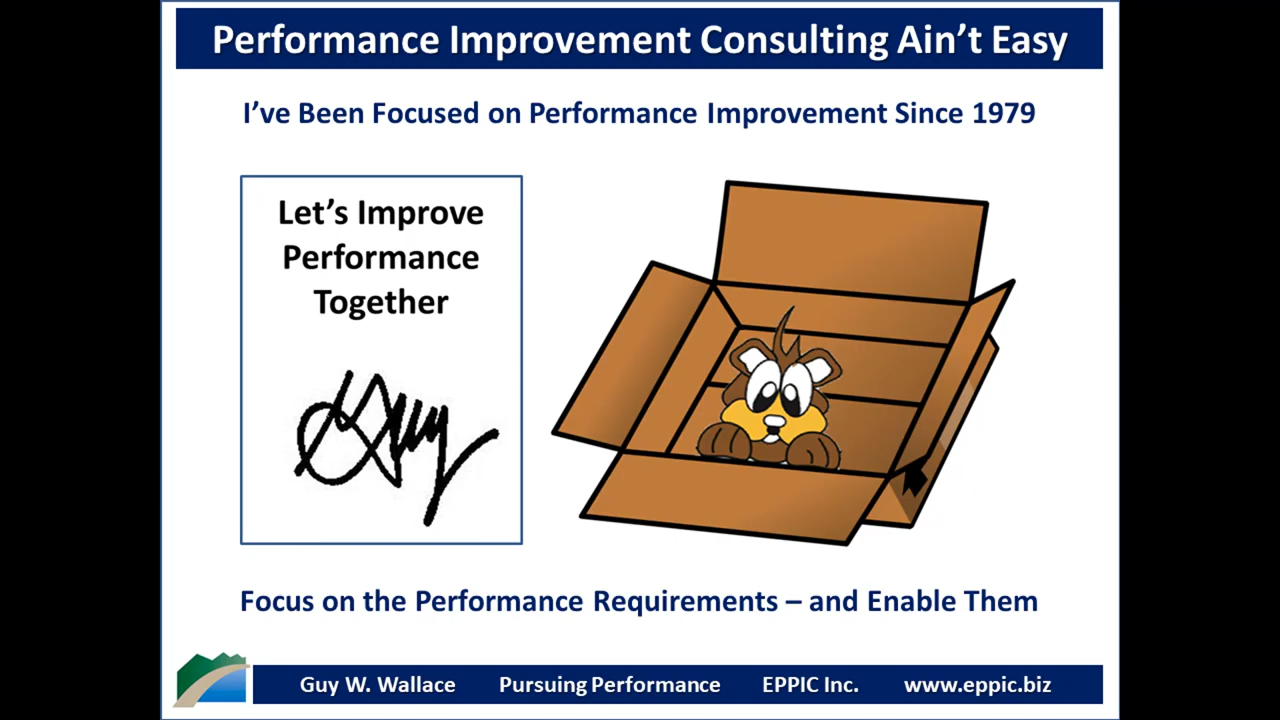 Performance Improvement Consulting Ain’t Easy
I’ve Been Focused on Performance Improvement Since 1979
Let’s Improve
Performance
Together
Guy
Focus on the Performance Requirements – and Enable Them
Guy W. Wallace Pursuing Performance EPPIC Inc. www.eppic.biz